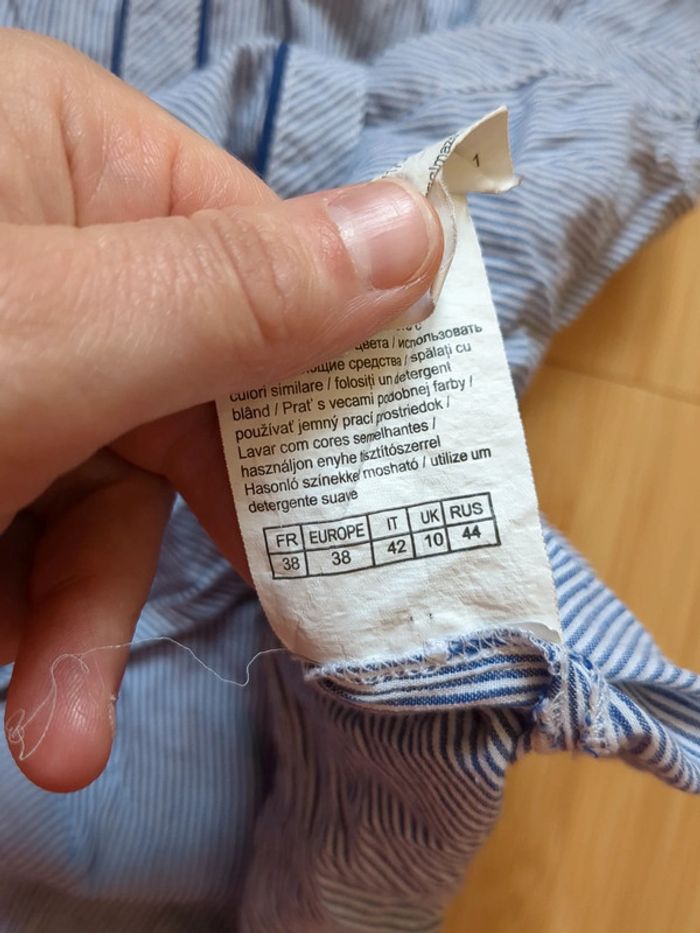 1
цвета / использовать
средства / spălați cu
culori similare / folosiți un detergent
blând / Prať s vecami podobnej farby /
používať jemný prací prostriedok /
Lavar com cores semelhantes /
használjon enyhe tisztítószerrel
Hasonló színekkel mosható / utilize um
detergente suave
FR EUROPE IT UK RUS
38 38 42 10 44